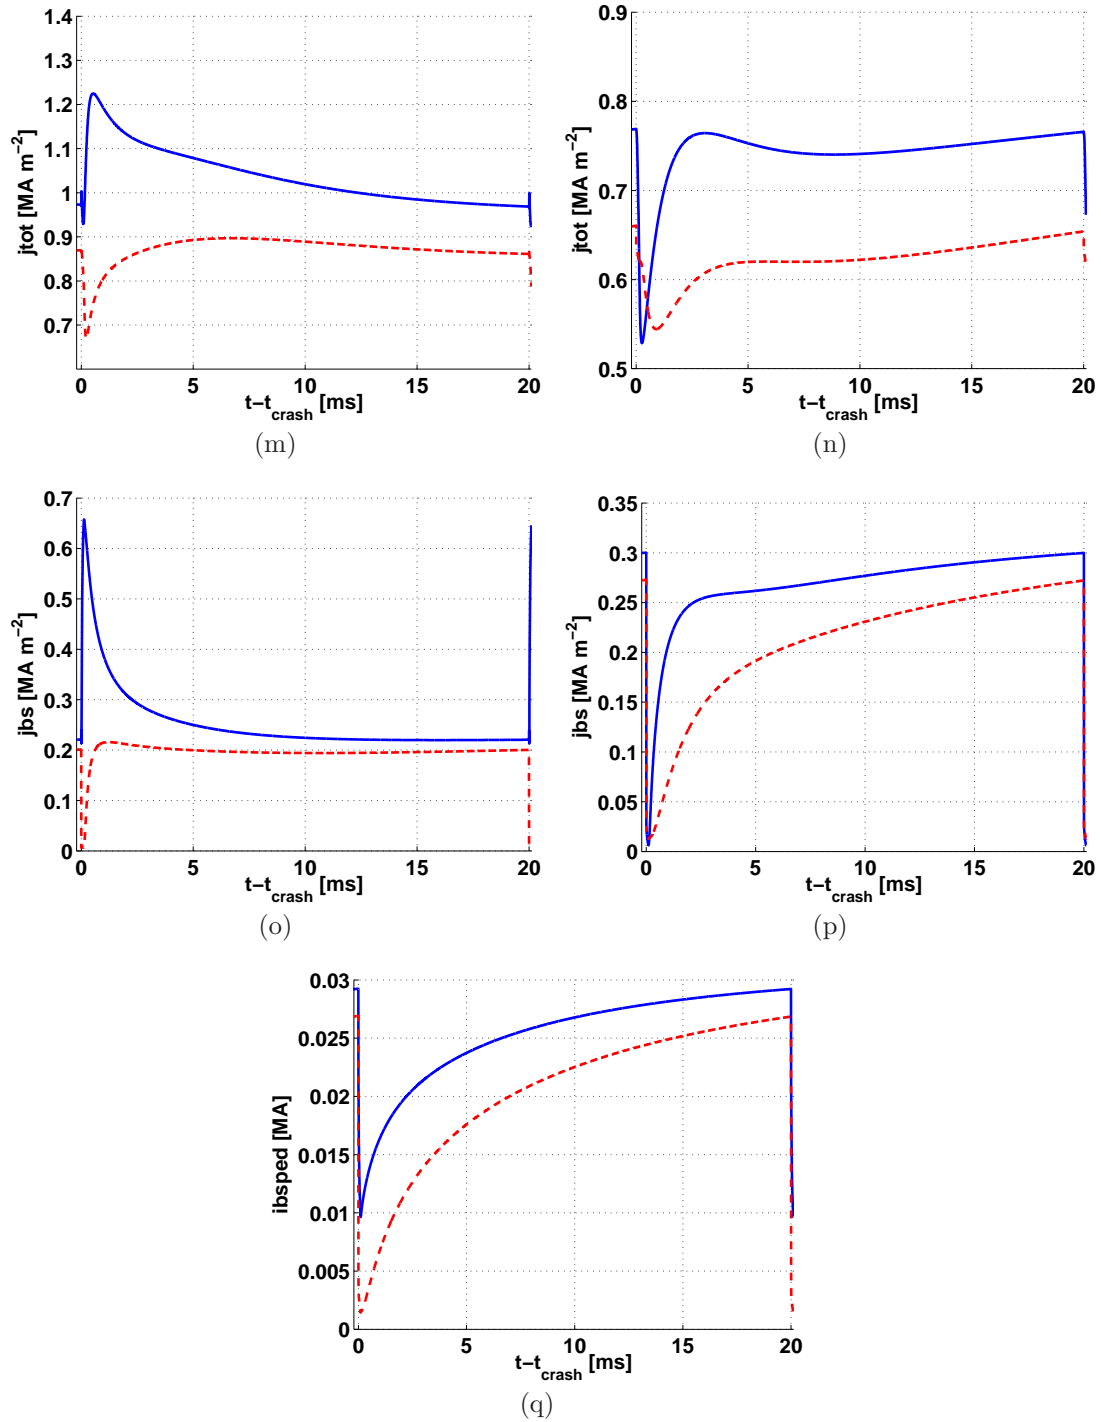 1.4
1.3
1.2
1.1
1
0.9
0.8
0.7
jtot [MA m−2]
0 5 10 15 20
t−tcrash [ms]
(m)
0.9
0.8
0.7
0.6
0.5
jtot [MA m−2]
0 5 10 15 20
t−tcrash [ms]
(n)
0.7
0.6
0.5
0.4
0.3
0.2
0.1
0
jbs [MA m−2]
0 5 10 15 20
t−tcrash [ms]
(o)
0.35
0.3
0.25
0.2
0.15
0.1
0.05
0
jbs [MA m−2]
0 5 10 15 20
t−tcrash [ms]
(p)
0.03
0.025
0.02
0.015
0.01
0.005
0
ibsped [MA]
0 5 10 15 20
t−tcrash [ms]
(q)